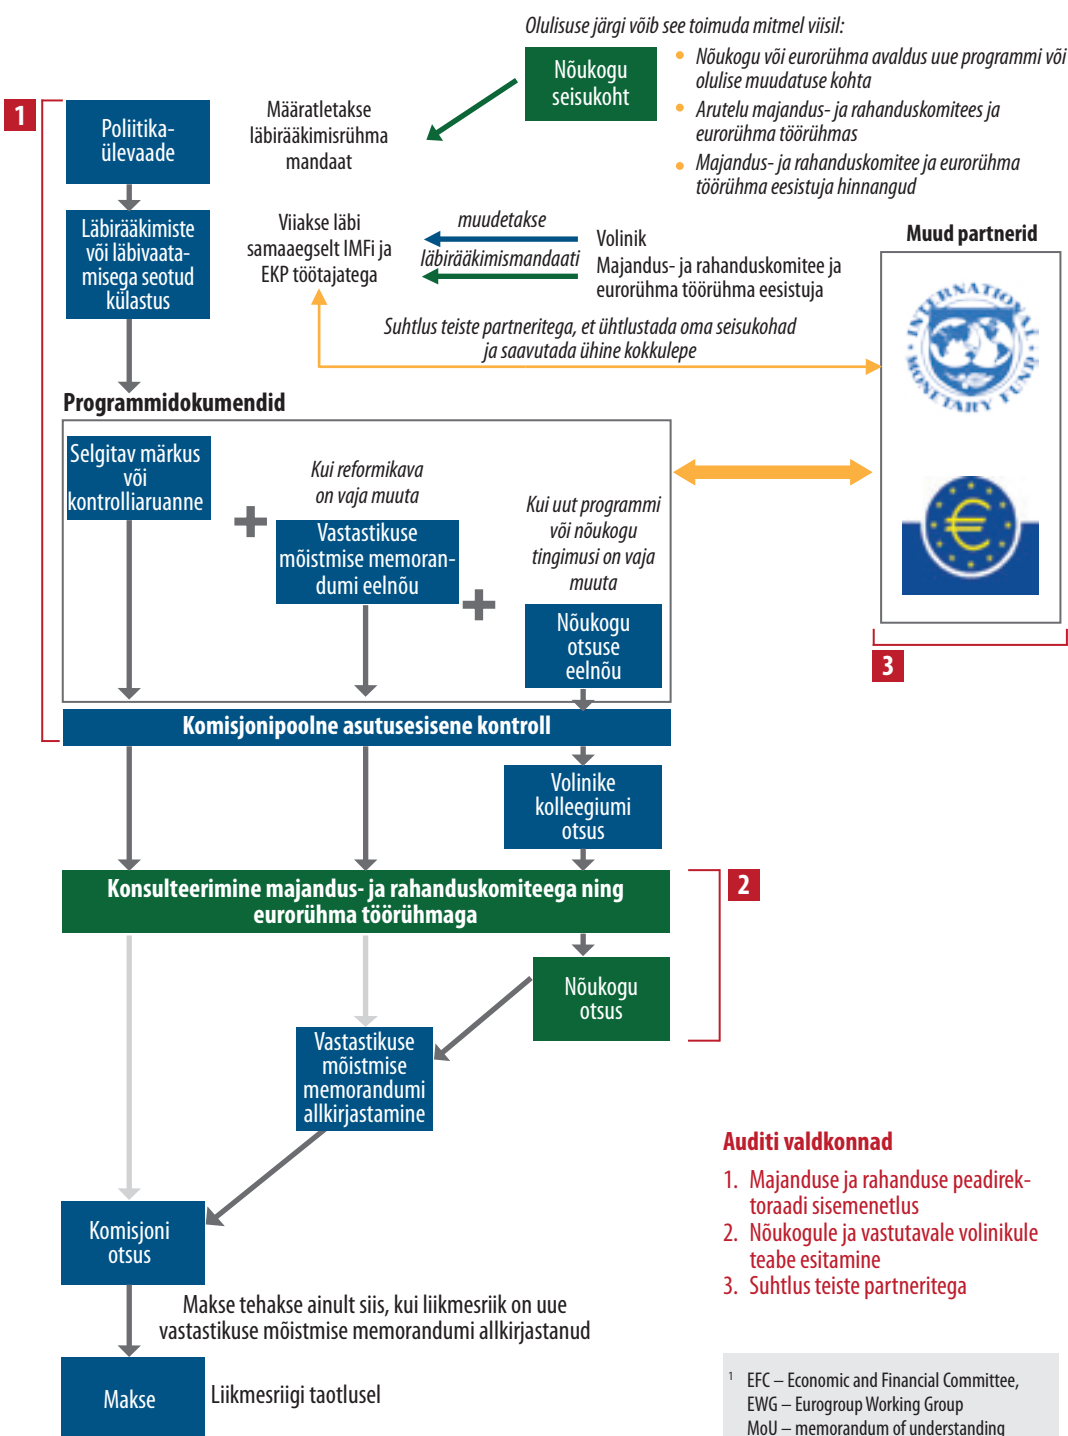 Olulisuse järgi võib see toimuda mitmel viisil:
Nõukogu
seisukoht
• Nõukogu või eurorühma avaldus uue programmi või
olulise muudatuse kohta
• Arutelu majandus- ja rahanduskomitees ja
eurorühma töörühmas
• Majandus- ja rahanduskomitee ja eurorühma
töörühma eesistuja hinnangud
1
Poliitika-
ülevaade
Määratletakse
läbirääkimisrühma
mandaat
Läbirääkimiste
või läbivaata-
misega seotud
külastus
Viiakse läbi
samaaegselt IMFi ja
EKP töötajatega
muudetakse
läbirääkimismandaati
Volinik
Majandus- ja rahanduskomitee ja
eurorühma töörühma eesistuja
Muud partnerid
INTERNATIONAL
MONETARY FUND
Suhtlus teiste partneritega, et ühtlustada oma seisukohad
ja saavutada ühine kokkulepe
Programmidokumendid
Selgitav märkus
või
kontrolliaruanne
+
Kui reformikava
on vaja muuta
Vastastikuse
mõistmise memoran-
dumi eelnõu
+
Kui uut programmi
või nõukogu
tingimusi on vaja
muuta
Nõukogu
otsuse
eelnõu
€
3
Komisjonipoolne asutusesisene kontroll
Volinike
kolleegiumi
otsus
Konsulteerimine majandus- ja rahanduskomiteega ning
eurorühma töörühmaga
2
Nõukogu
otsus
Vastastikuse
mõistmise
memorandumi
allkirjastamine
Komisjoni
otsus
Makse tehakse ainult siis, kui liikmesriik on uue
vastastikuse mõistmise memorandumi allkirjastanud
Makse
Liikmesriigi taotlusel
Auditi valdkonnad
1. Majanduse ja rahanduse peadirek-
toraadi sisemenetlus
2. Nõukogule ja vastutavale volinikule
teabe esitamine
3. Suhtlus teiste partneritega
1 EFC – Economic and Financial Committee,
EWG – Eurogroup Working Group
MoU – memorandum of understanding